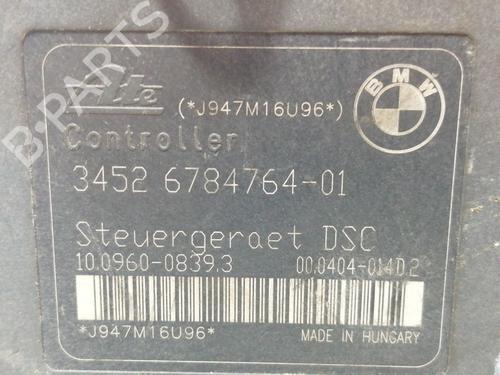 B-PARTS
Ate
(*J947M16U96*)
BMW
Controller
3452 6784764-01
Steuergeraet DSC
10.0960-0839.3
00.0404-014D.2
*J947M16U96*
MADE IN HUNGARY